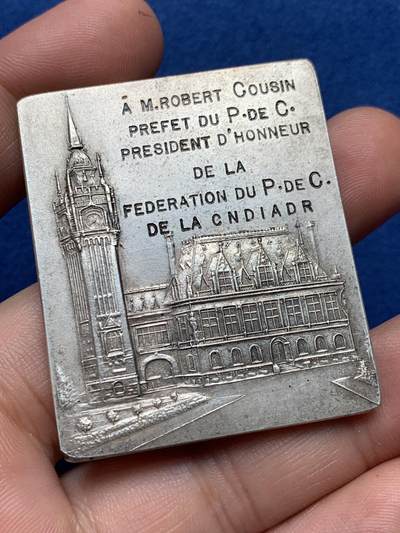 À M. ROBERT COUSIN
PREFET DU P. DE C.
PRESIDENT D'HONNEUR
DE LA
FEDERATION DU P. DE C.
DE LA CNDIADR